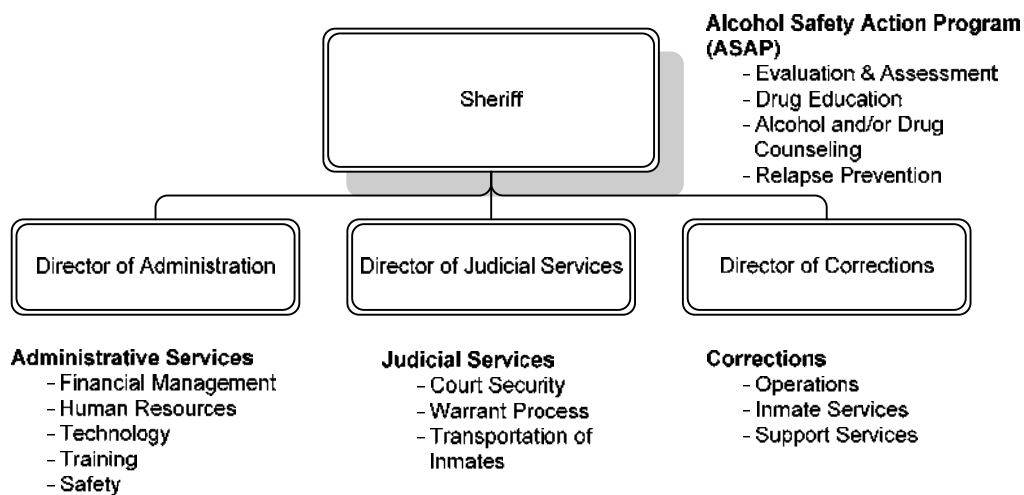 Alcohol Safety Action Program
(ASAP)
- Evaluation & Assessment
- Drug Education
- Alcohol and/or Drug
Counseling
- Relapse Prevention
Sheriff
Director of Administration
Director of Judicial Services
Director of Corrections
Administrative Services
- Financial Management
- Human Resources
- Technology
- Training
- Safety
Judicial Services
- Court Security
- Warrant Process
- Transportation of
Inmates
Corrections
- Operations
- Inmate Services
- Support Services